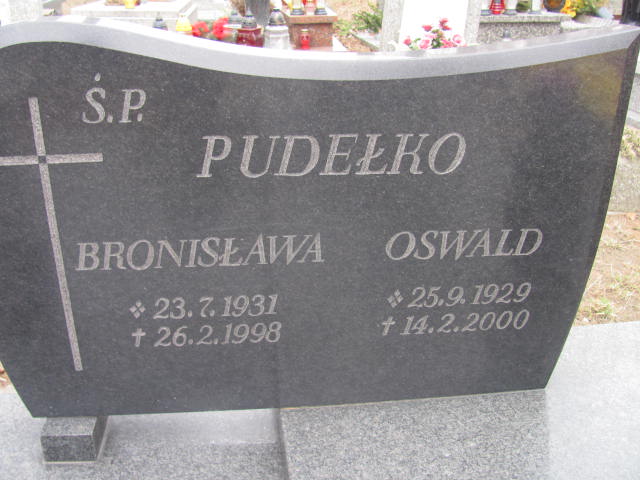 Ś.P.
PUDEŁKO
BRONISŁAWA OSWALD
23.7.1931 25.9.1929
✝ 26.2.1998 ✝ 14.2.2000